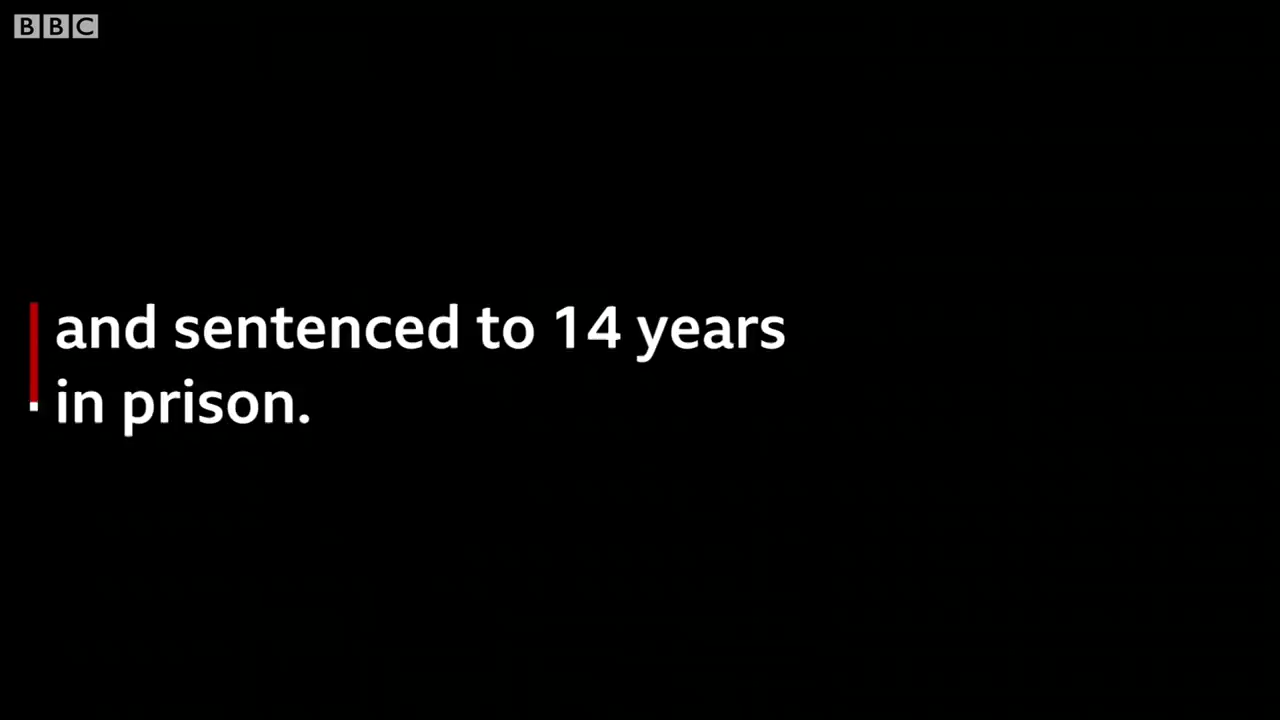 BBC
and sentenced to 14 years
in prison.